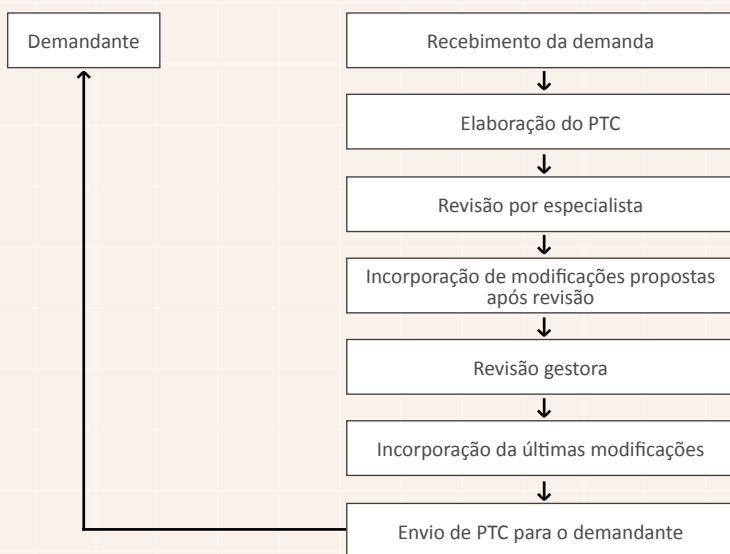 Demandante
Recebimento da demanda
Elaboração do PTC
Revisão por especialista
Incorporação de modificações propostas
após revisão
Revisão gestora
Incorporação da últimas modificações
Envio de PTC para o demandante